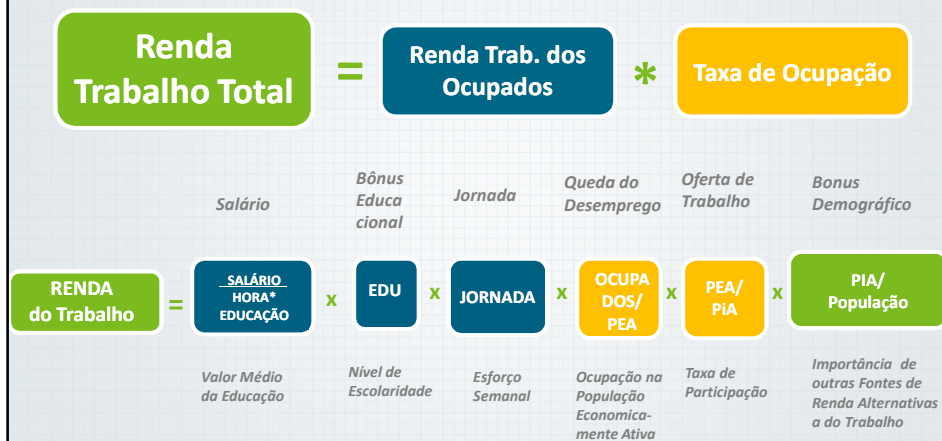 Renda
Trabalho Total
=
Renda Trab. dos
Ocupados
*
Taxa de Ocupação
Salário
Bônus
Educa
cional
Jornada
Queda do
Desemprego
Oferta de
Trabalho
Bonus
Demográfico
RENDA
do Trabalho
=
SALÁRIO
HORA*
EDUCAÇÃO
x
EDU
x
JORNADA
x
OCUPA
DOS/
PEA
x
PEA/
PiA
x
PIA/
População
Valor Médio
da Educação
Nível de
Escolaridade
Esforço
Semanal
Ocupação na
População
Economica-
mente Ativa
Taxa de
Participação
Importância de
outras Fontes de
Renda Alternativas
a do Trabalho